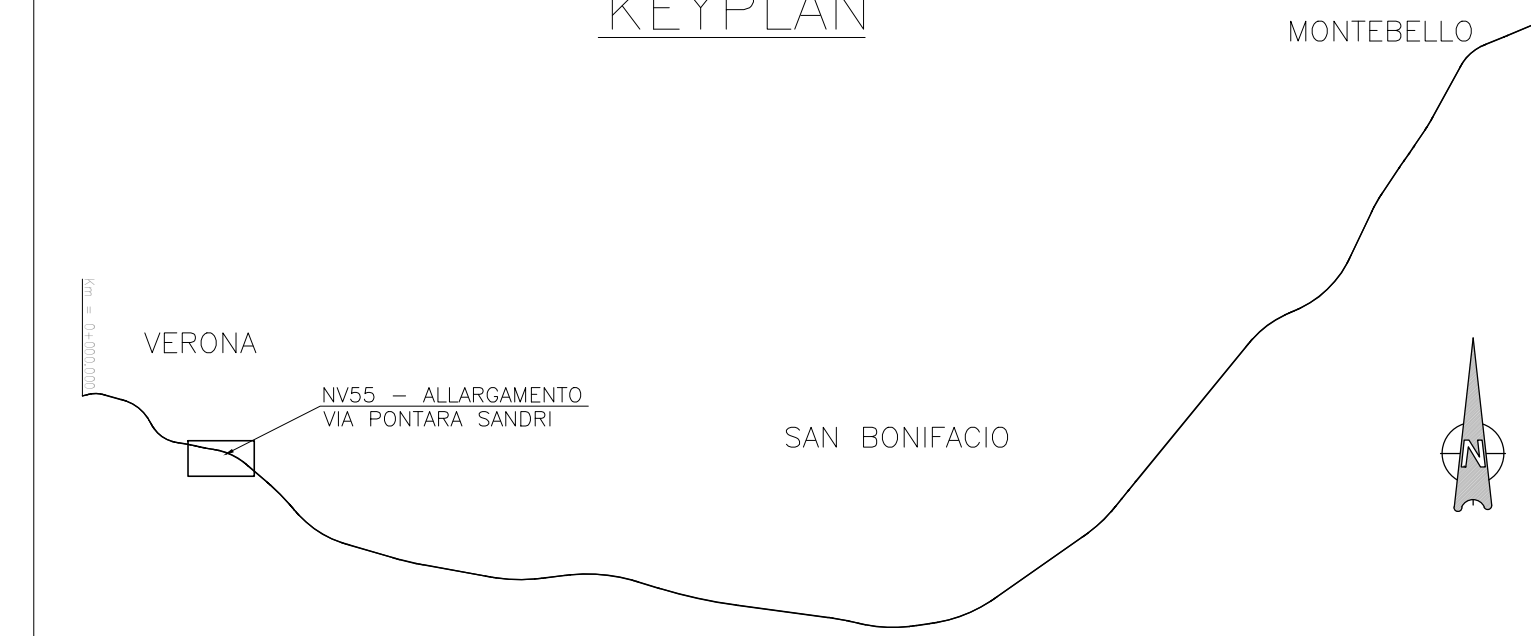 KEYPLAN
MONTEBELLO
Km = 0+000.000
VERONA
NV55 – ALLARGAMENTO
VIA PONTARA SANDRI
SAN BONIFACIO
N